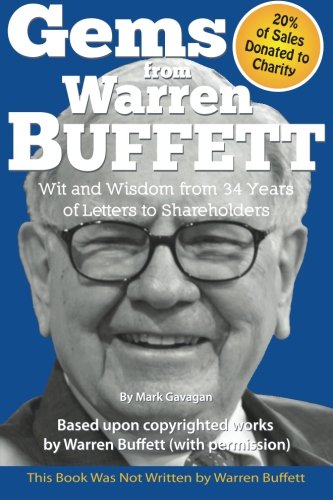 Gems
from
Warren
BUFFETT
20%
of Sales
Donated to
Charity
Wit and Wisdom from 34 Years
of Letters to Shareholders
By Mark Gavagan
Based upon copyrighted works
by Warren Buffett (with permission)
This Book Was Not Written by Warren Buffett